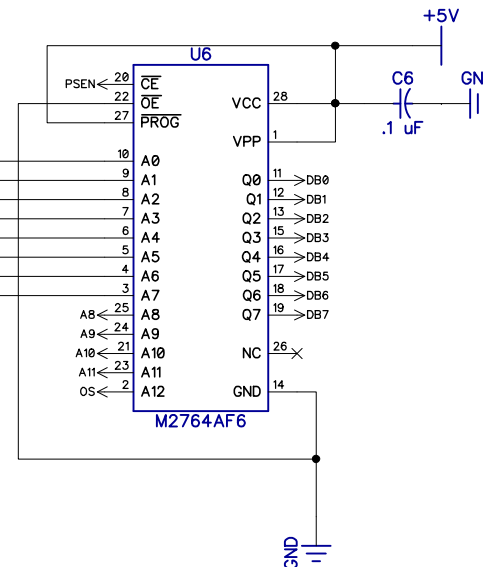 +5V
U6
C6
GN
.1 uF
PSEN 20 CE
22 OE
27 PROG
VCC 28
VPP 1
10 A0
9 A1
8 A2
7 A3
6 A4
5 A5
4 A6
3 A7
A8 25 A8
A9 24 A9
A10 21 A10
A11 23 A11
OS 2 A12
Q0 11 DB0
Q1 12 DB1
Q2 13 DB2
Q3 15 DB3
Q4 16 DB4
Q5 17 DB5
Q6 18 DB6
Q7 19 DB7
NC 26
GND 14
M2764AF6
GND